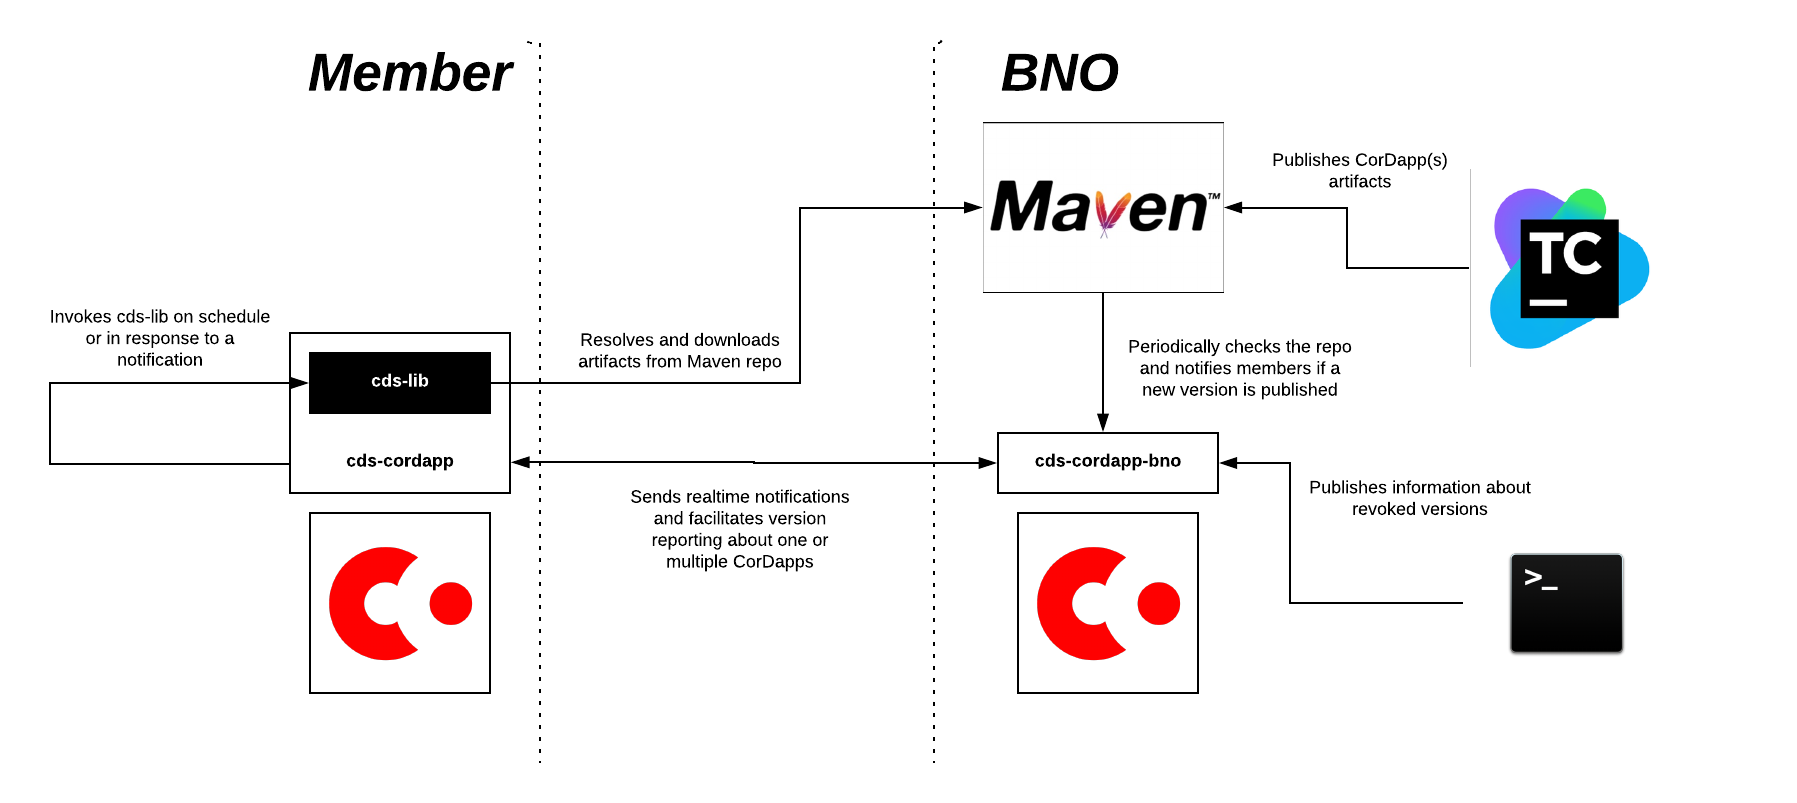 Member
BNO
Maven™
Publishes CorDapp(s)
artifacts
TC
Invokes cds-lib on schedule
or in response to a
notification
cds-lib
cds-cordapp
Resolves and downloads
artifacts from Maven repo
Periodically checks the repo
and notifies members if a
new version is published
cds-cordapp-bno
Sends realtime notifications
and facilitates version
reporting about one or
multiple CorDapps
Publishes information about
revoked versions
>_